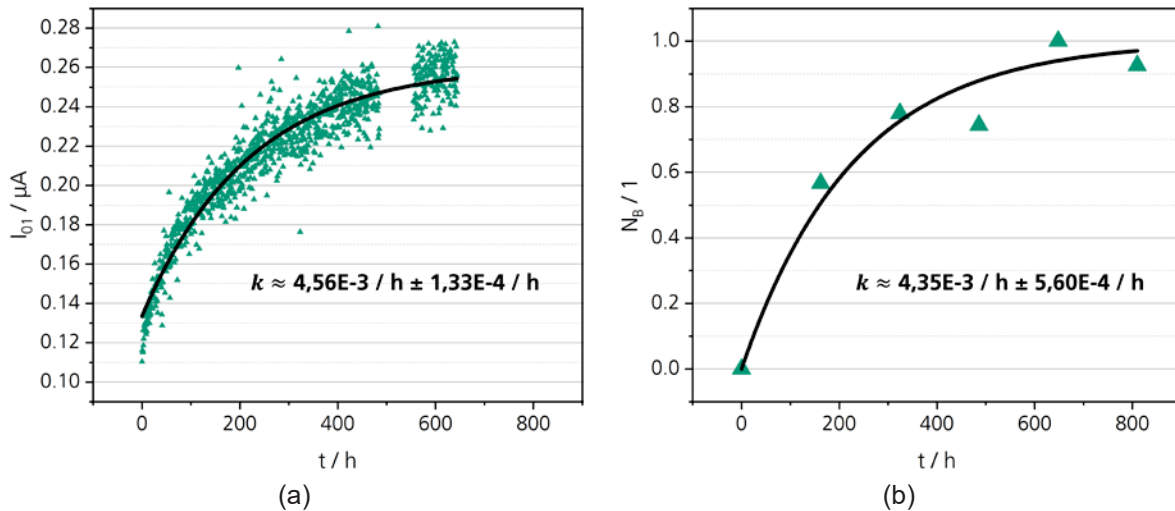 0.28
0.26
0.24
0.22
0.20
0.18
0.16
0.14
0.12
0.10
I₀₁ / µA
k ≈ 4,56E-3 / h ± 1,33E-4 / h
0 200 400 600 800
t / h
(a)
1.0
0.8
0.6
0.4
0.2
0.0
N_B / 1
k ≈ 4,35E-3 / h ± 5,60E-4 / h
0 200 400 600 800
t / h
(b)